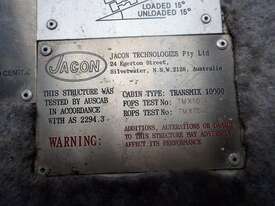 LOADED 15°
UNLOADED 15°
JACON
JACON TECHNOLOGIES Pty Ltd
24 Egerton Street,
Silverwater, N.S.W. 2128, Australia
THIS STRUCTURE WAS
TESTED BY AUSCAB
IN ACCORDANCE
WITH AS 2294.3
CABIN TYPE: TRANSMIX 10000
FOPS TEST No:
ROPS TEST No:
WARNING:
ADDITIONS, ALTERATIONS OR DAMAGE
TO THIS STRUCTURE MAY ADVERSELY
AFFECT ITS PERFORMANCE